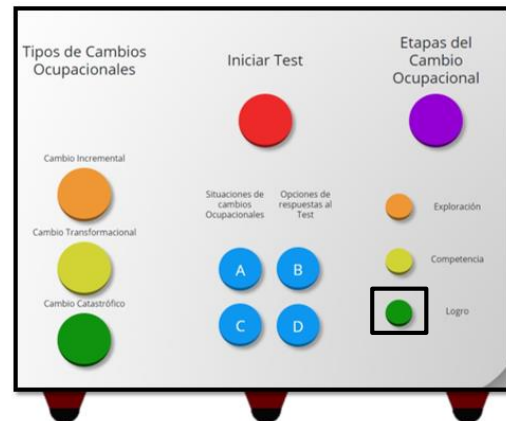 Tipos de Cambios
Ocupacionales
Cambio Incremental
Cambio Transformacional
Cambio Catastrófico
Iniciar Test
Situaciones de
cambios
Ocupacionales
Opciones de
respuestas al
Test
A
B
C
D
Etapas del
Cambio
Ocupacional
Exploración
Competencia
Logro